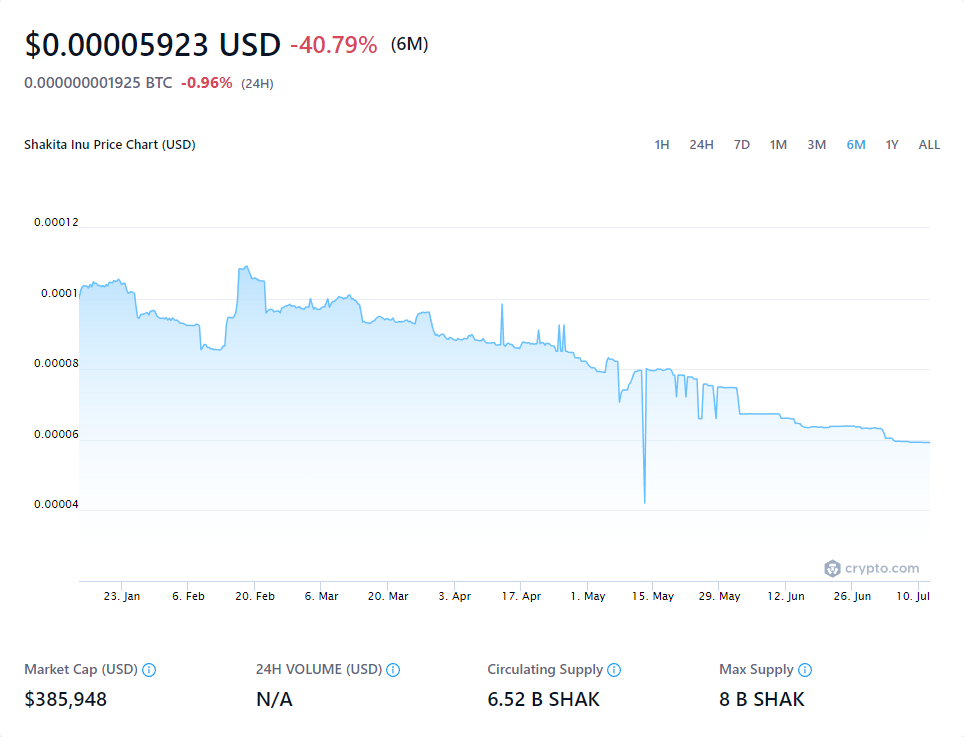 $0.00005923 USD -40.79% (6M)
0.000000001925 BTC -0.96% (24H)
Shakita Inu Price Chart (USD) 1H 24H 7D 1M 3M 6M 1Y ALL
0.00012
0.0001
0.00008
0.00006
0.00004
crypto.com
23. Jan 6. Feb 20. Feb 6. Mar 20. Mar 3. Apr 17. Apr 1. May 15. May 29. May 12. Jun 26. Jun 10. Jul
Market Cap (USD) 24H VOLUME (USD) Circulating Supply Max Supply
$385,948 N/A 6.52 B SHAK 8 B SHAK